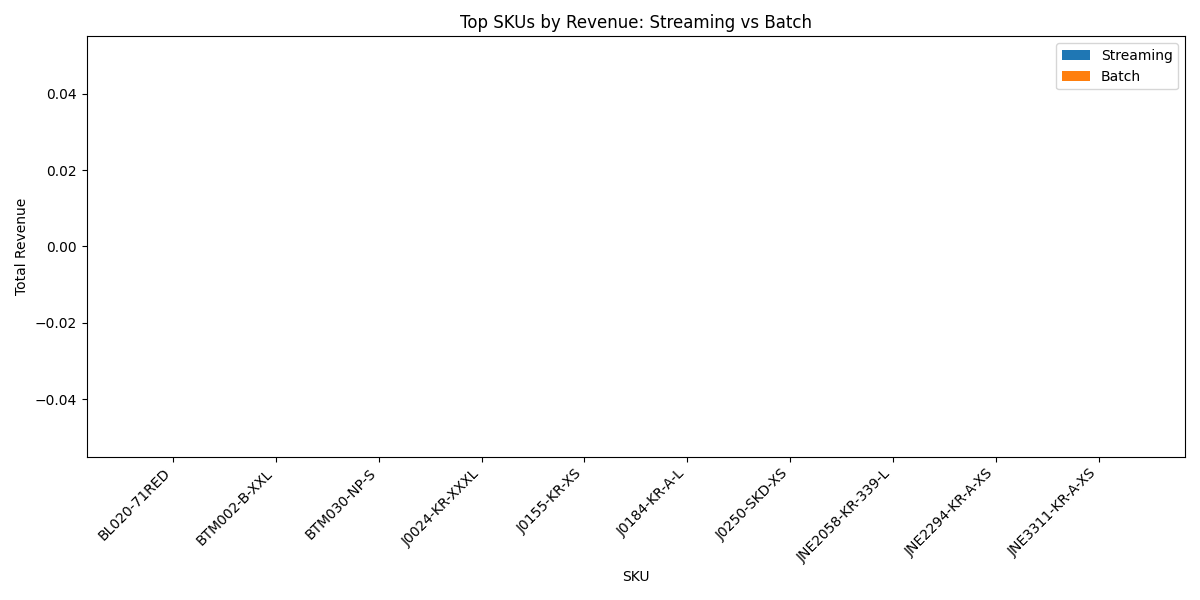 Top SKUs by Revenue: Streaming vs Batch
Streaming
Batch
Total Revenue
0.04
0.02
0.00
−0.02
−0.04
BL020-71RED
BTM002-B-XXL
BTM030-NP-S
J0024-KR-XXXL
J0155-KR-XS
J0184-KR-A-L
J0250-SKD-XS
JNE2058-KR-339-L
JNE2294-KR-A-XS
JNE3311-KR-A-XS
SKU